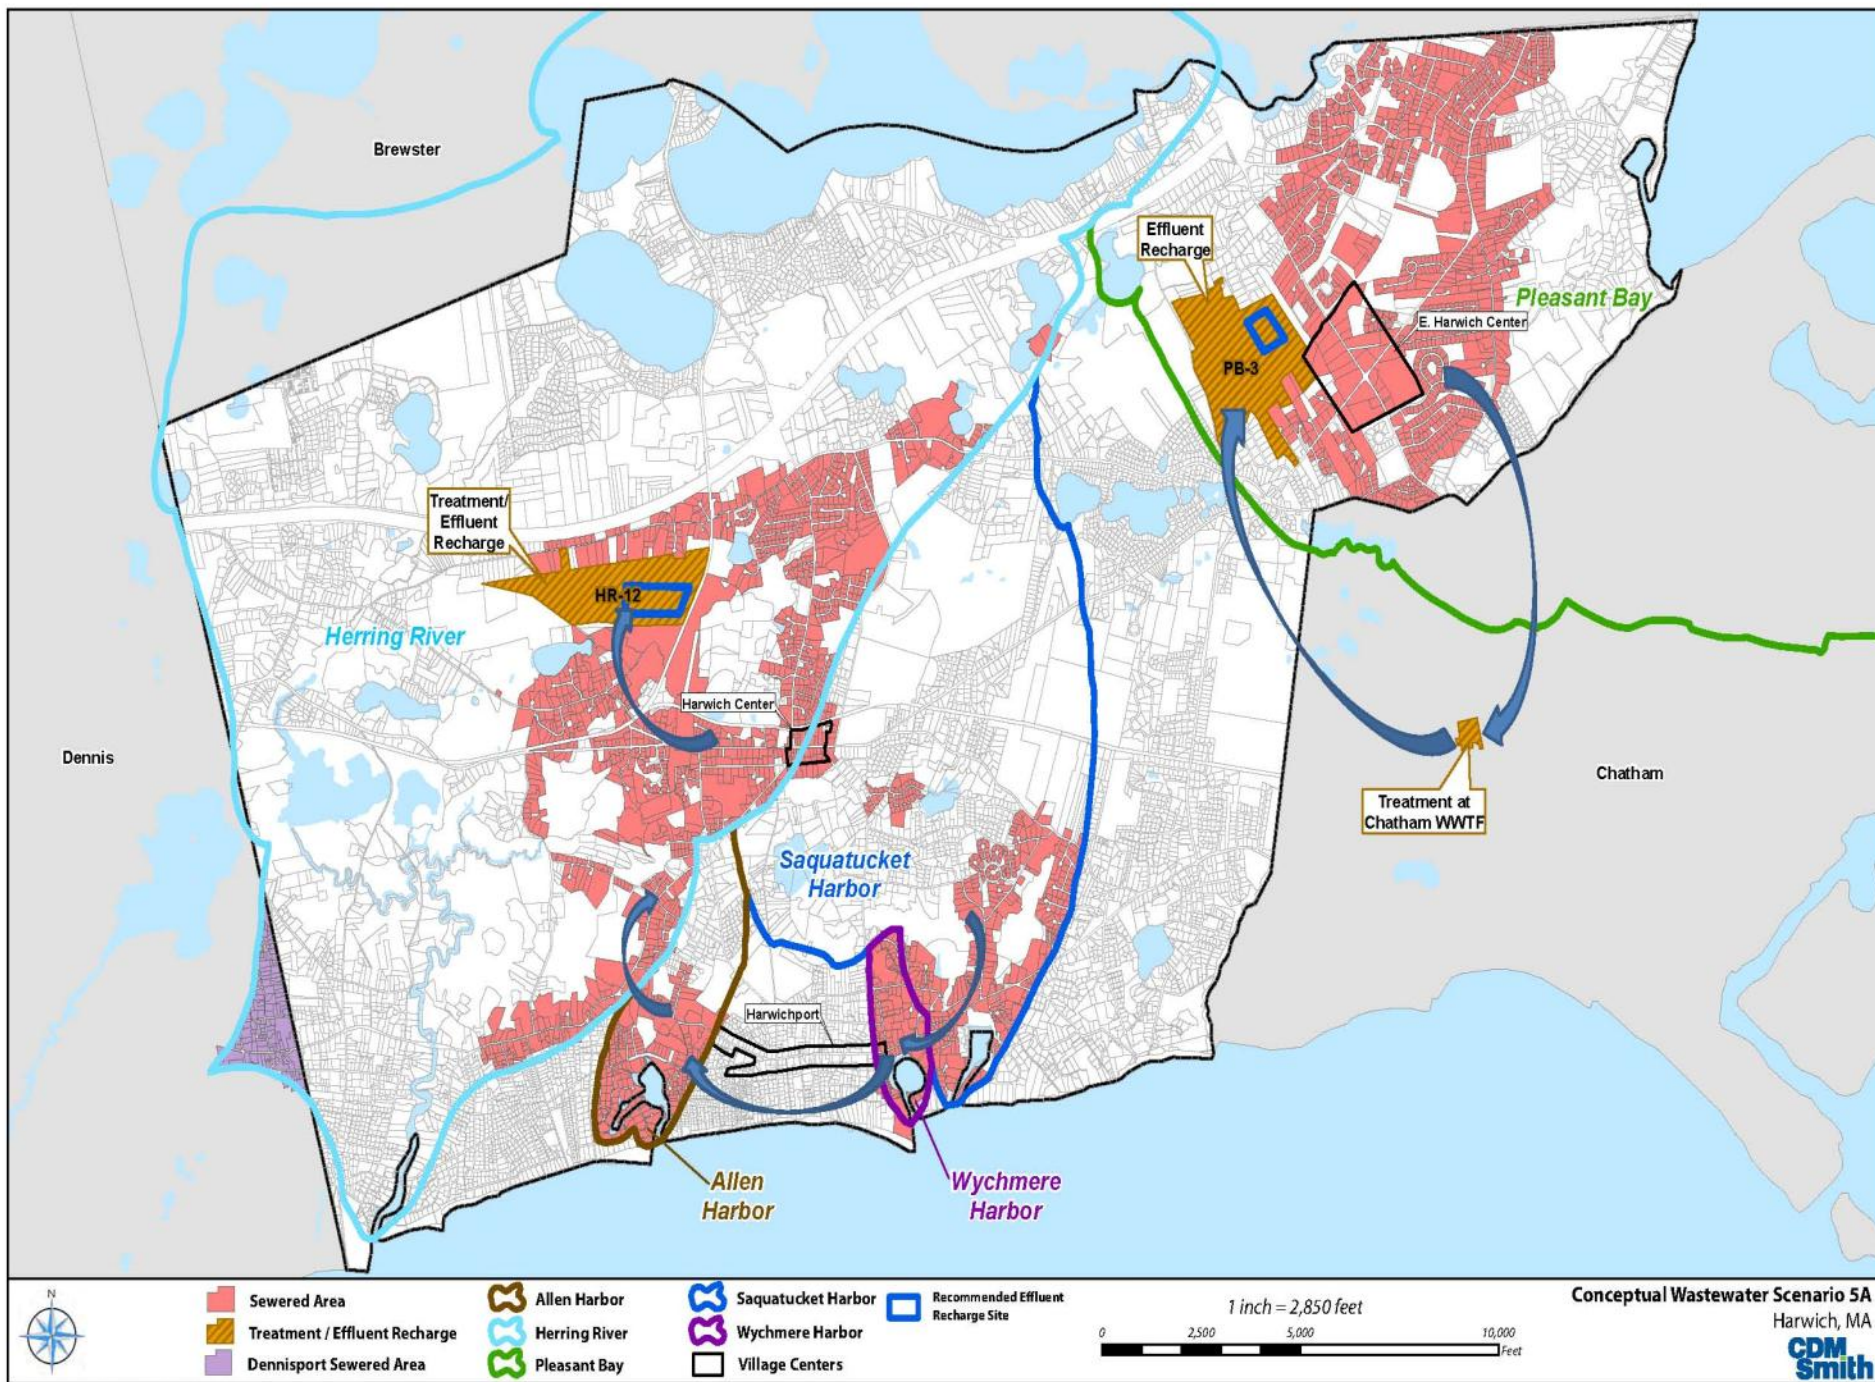 Brewster
Effluent
Recharge
Pleasant Bay
E. Harwich Center
PB-3
Treatment/
Effluent
Recharge
HR-12
Herring River
Harwich Center
Dennis
Chatham
Treatment at
Chatham WWTF
Saquatucket
Harbor
Harwichport
Allen
Harbor
Wychmere
Harbor
N
Sewered Area
Treatment / Effluent Recharge
Dennisport Sewered Area
Allen Harbor
Herring River
Pleasant Bay
Saquatucket Harbor
Wychmere Harbor
Village Centers
Recommended Effluent
Recharge Site
1 inch = 2,850 feet
0 2,500 5,000 10,000
Feet
Conceptual Wastewater Scenario 5A
Harwich, MA
CDM
Smith